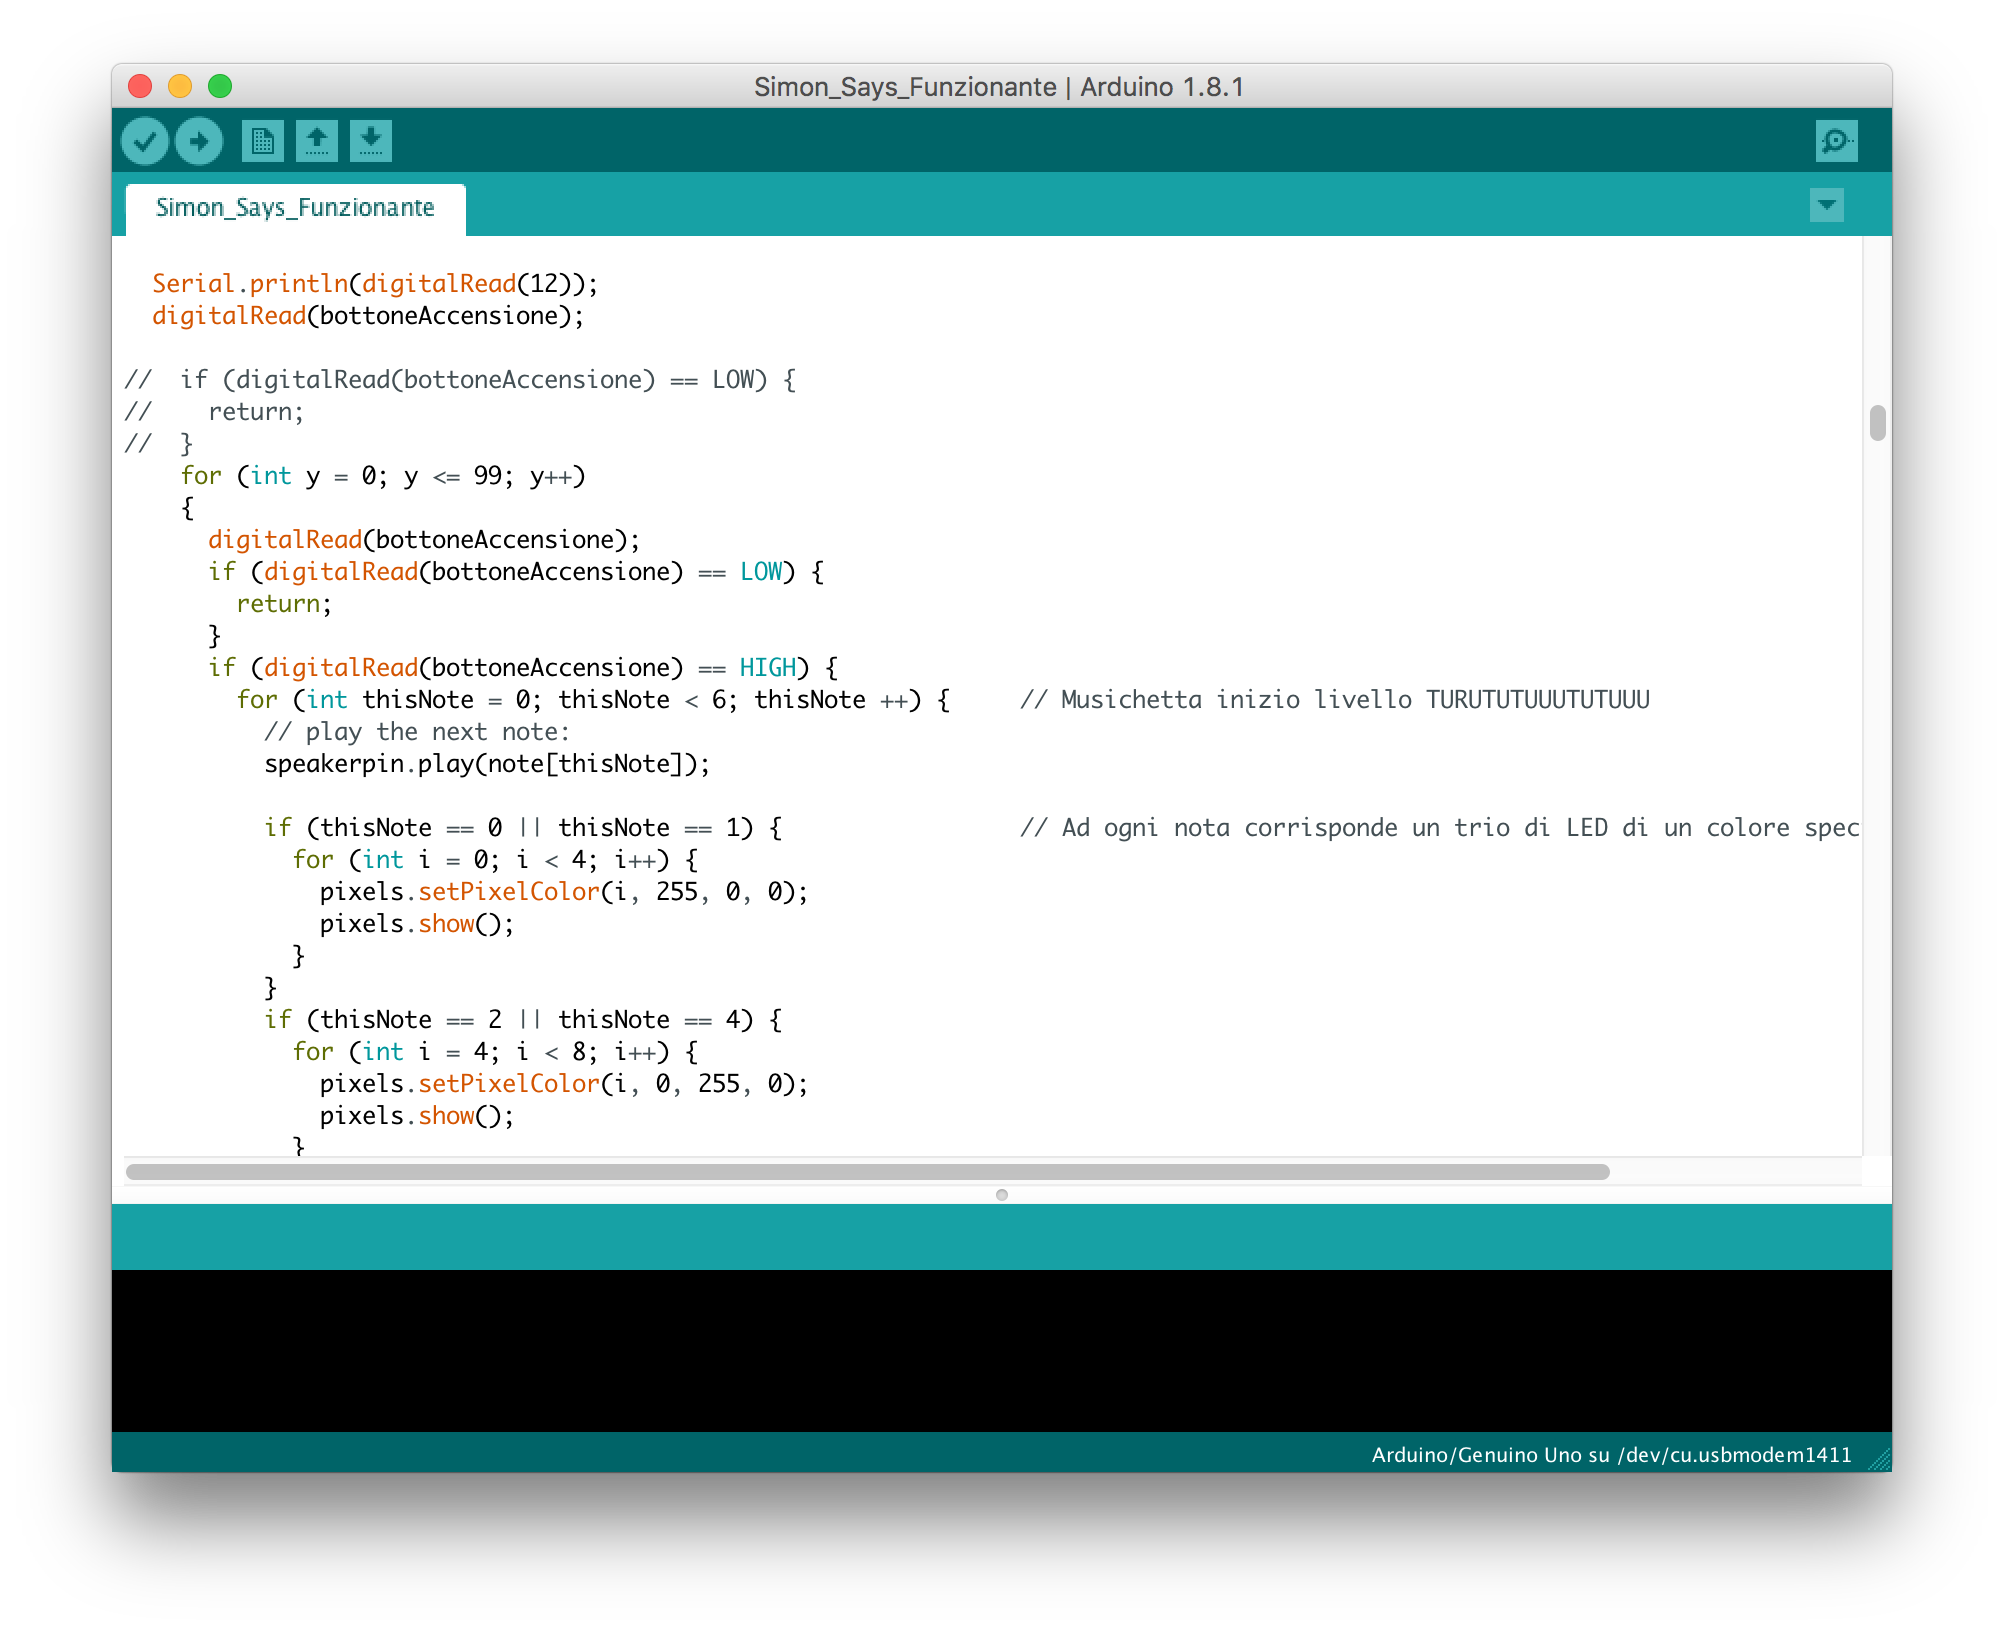 Simon_Says_Funzionante | Arduino 1.8.1
Simon_Says_Funzionante
Serial.println(digitalRead(12));
digitalRead(bottoneAccensione);
//  if (digitalRead(bottoneAccensione) == LOW) {
//    return;
//  }
for (int y = 0; y <= 99; y++)
{
digitalRead(bottoneAccensione);
if (digitalRead(bottoneAccensione) == LOW) {
return;
}
if (digitalRead(bottoneAccensione) == HIGH) {
for (int thisNote = 0; thisNote < 6; thisNote ++) {     // Musichetta inizio livello TURUTUTUUUTUTUUU
// play the next note:
speakerpin.play(note[thisNote]);
if (thisNote == 0 || thisNote == 1) {                 // Ad ogni nota corrisponde un trio di LED di un colore spec
for (int i = 0; i < 4; i++) {
pixels.setPixelColor(i, 255, 0, 0);
pixels.show();
}
}
if (thisNote == 2 || thisNote == 4) {
for (int i = 4; i < 8; i++) {
pixels.setPixelColor(i, 0, 255, 0);
pixels.show();
}
Arduino/Genuino Uno su /dev/cu.usbmodem1411